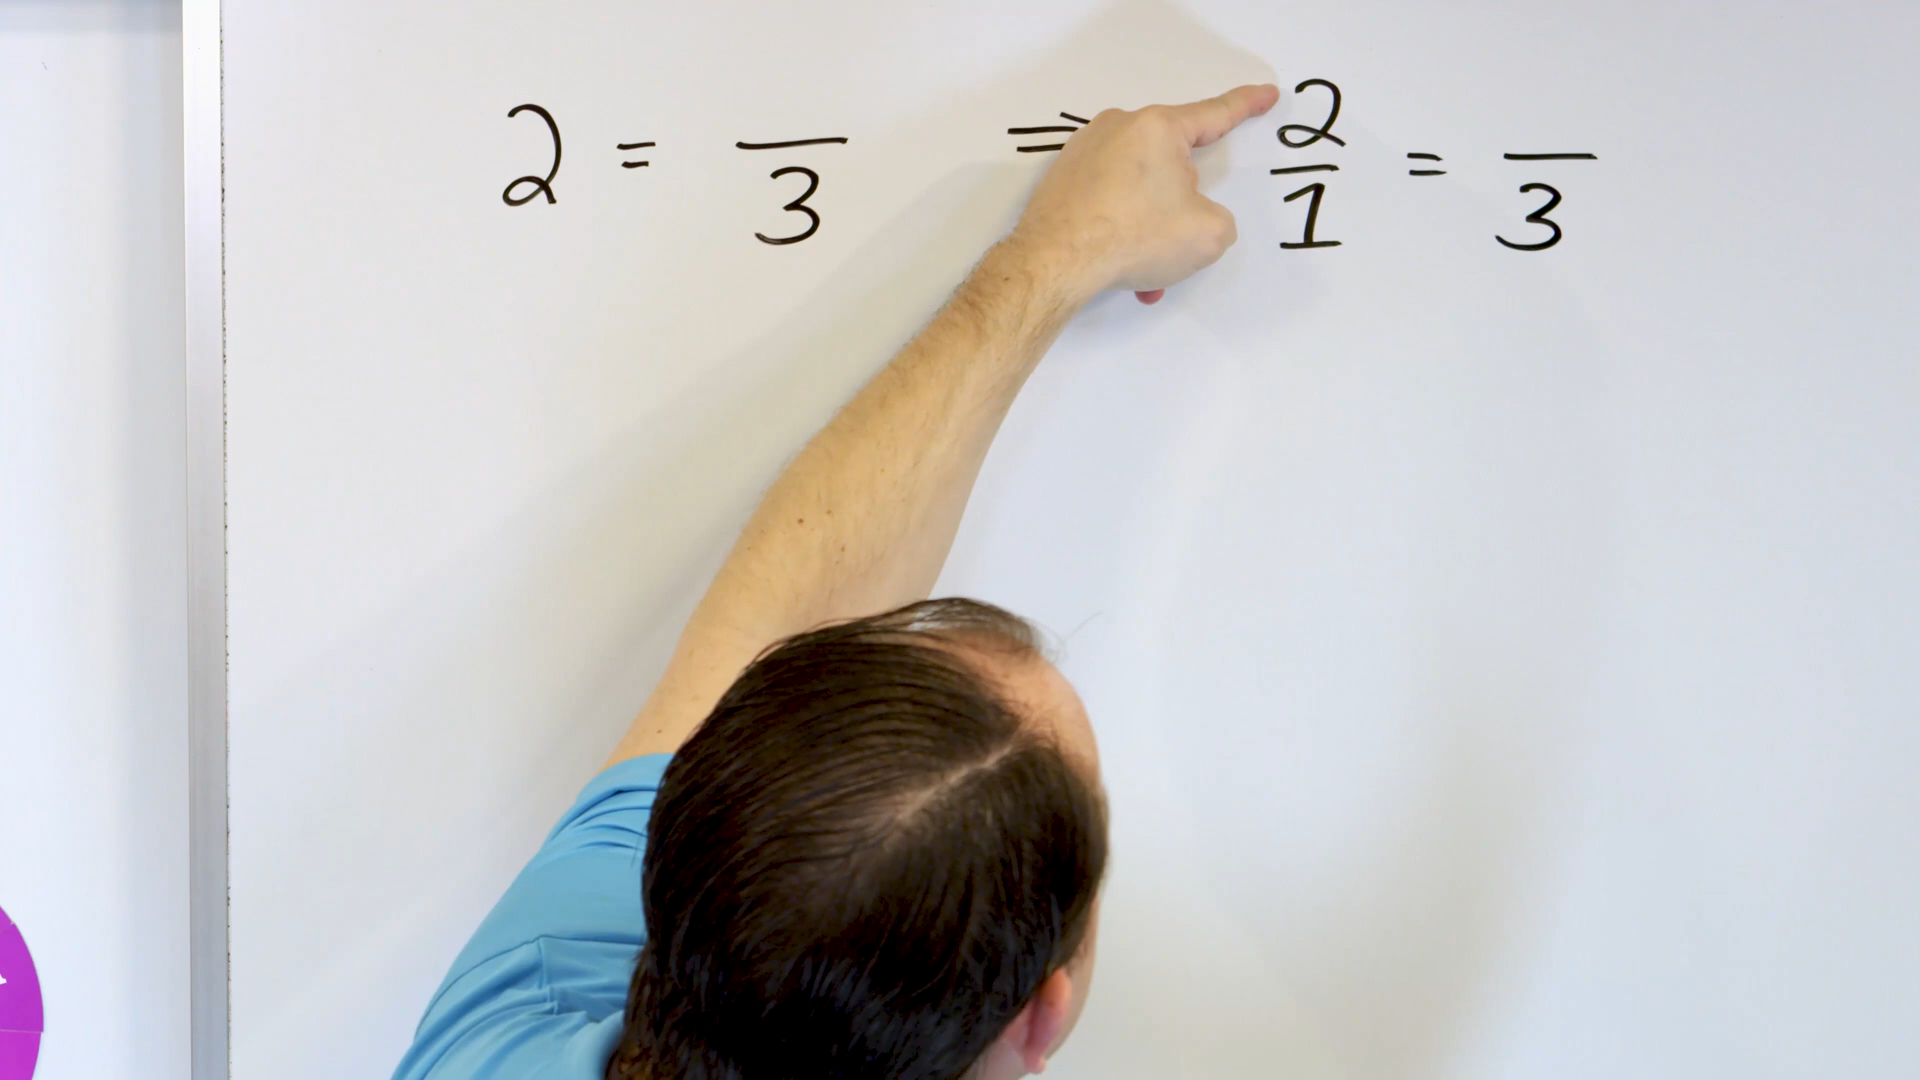 2 = _/3 ⇒ 2/1 = _/3